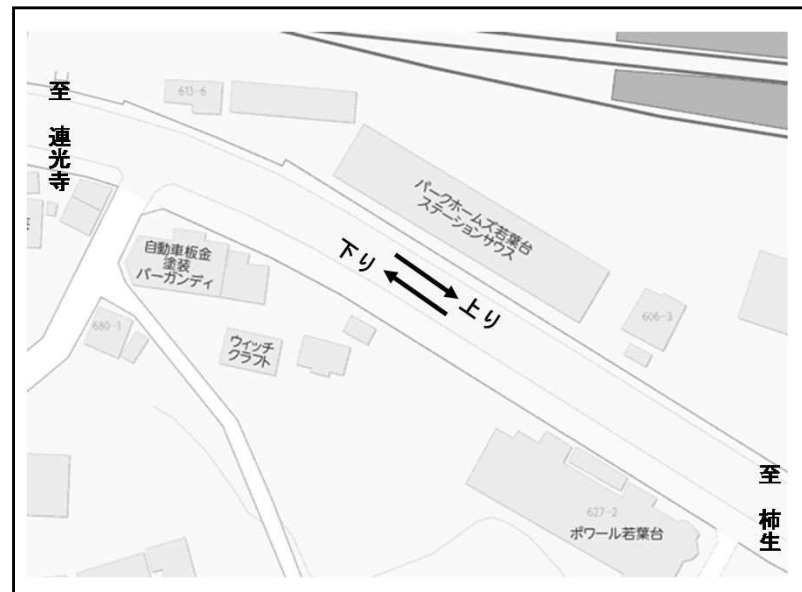 至 連光寺
613-6
パークホームズ若葉台
ステーションサウス
自動車板金
塗装
バーガンディ
下り
上り
606-3
680-1
ウィッチ
クラフト
至 柿生
627-2
ポワール若葉台